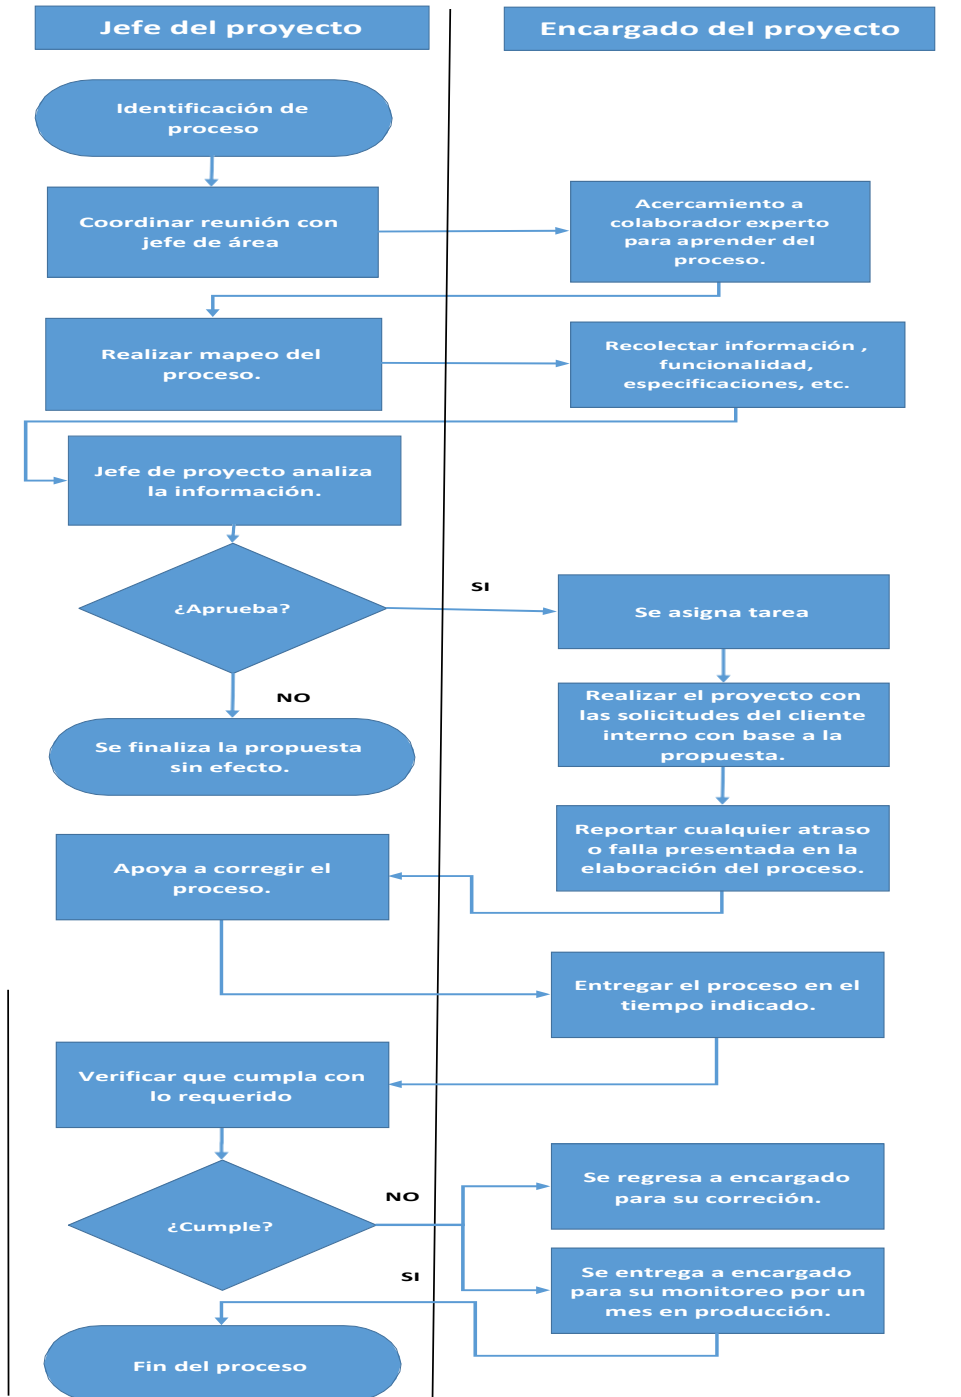 Jefe del proyecto
Encargado del proyecto
Identificación de
proceso
Coordinar reunión con
jefe de área
Acercamiento a
colaborador experto
para aprender del
proceso.
Realizar mapeo del
proceso.
Recolectar información ,
funcionalidad,
especificaciones, etc.
Jefe de proyecto analiza
la información.
¿Aprueba?
SI
Se asigna tarea
NO
Se finaliza la propuesta
sin efecto.
Realizar el proyecto con
las solicitudes del cliente
interno con base a la
propuesta.
Reportar cualquier atraso
o falla presentada en la
elaboración del proceso.
Apoya a corregir el
proceso.
Entregar el proceso en el
tiempo indicado.
Verificar que cumpla con
lo requerido
¿Cumple?
NO
Se regresa a encargado
para su correción.
SI
Se entrega a encargado
para su monitoreo por un
mes en producción.
Fin del proceso